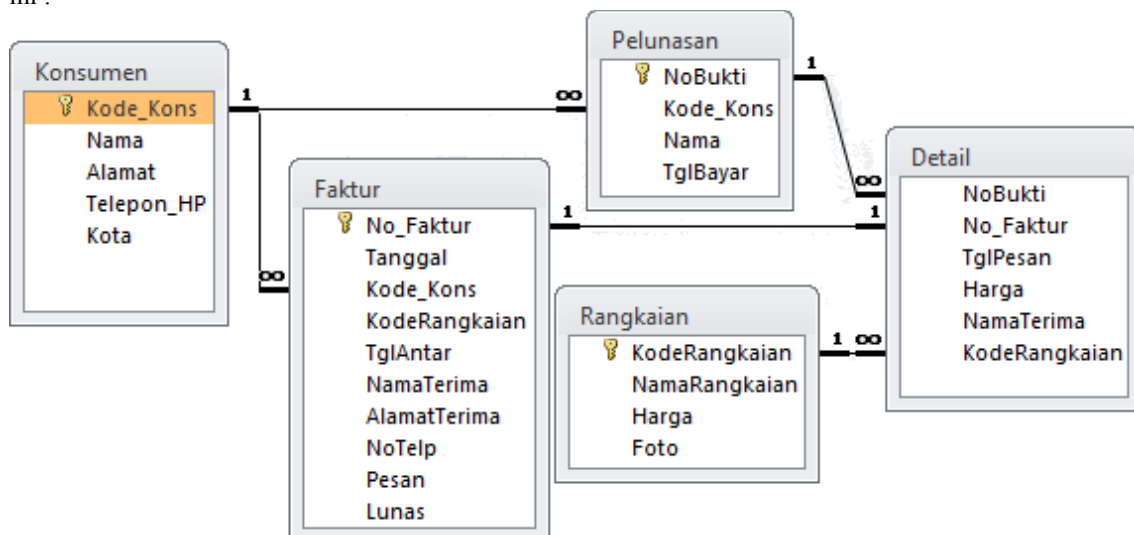 Konsumen
Kode_Kons
Nama
Alamat
Telepon_HP
Kota
1
∞
∞
Pelunasan
NoBukti
Kode_Kons
Nama
TglBayar
1
∞
Faktur
No_Faktur
Tanggal
Kode_Kons
KodeRangkaian
TglAntar
NamaTerima
AlamatTerima
NoTelp
Pesan
Lunas
1
1
Rangkaian
KodeRangkaian
NamaRangkaian
Harga
Foto
1 ∞
Detail
NoBukti
No_Faktur
TglPesan
Harga
NamaTerima
KodeRangkaian